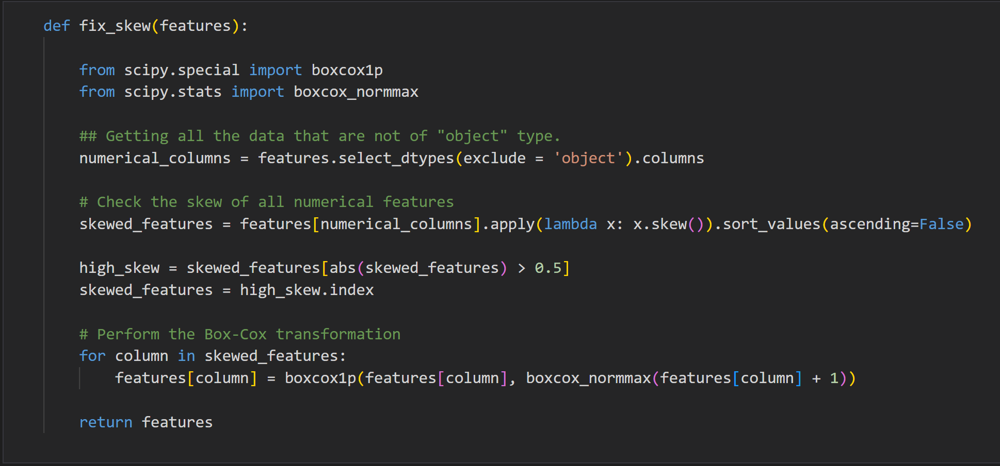 def fix_skew(features):
from scipy.special import boxcox1p
from scipy.stats import boxcox_normmax
## Getting all the data that are not of "object" type.
numerical_columns = features.select_dtypes(exclude = 'object').columns
# Check the skew of all numerical features
skewed_features = features[numerical_columns].apply(lambda x: x.skew()).sort_values(ascending=False)
high_skew = skewed_features[abs(skewed_features) > 0.5]
skewed_features = high_skew.index
# Perform the Box-Cox transformation
for column in skewed_features:
features[column] = boxcox1p(features[column], boxcox_normmax(features[column] + 1))
return features